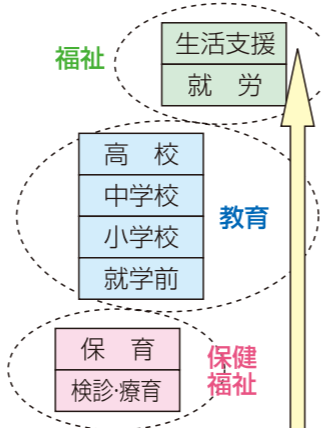 福祉
生活支援
就　労
高　校
中学校
小学校
就学前
教育
保　育
検診・療育
保健
福祉